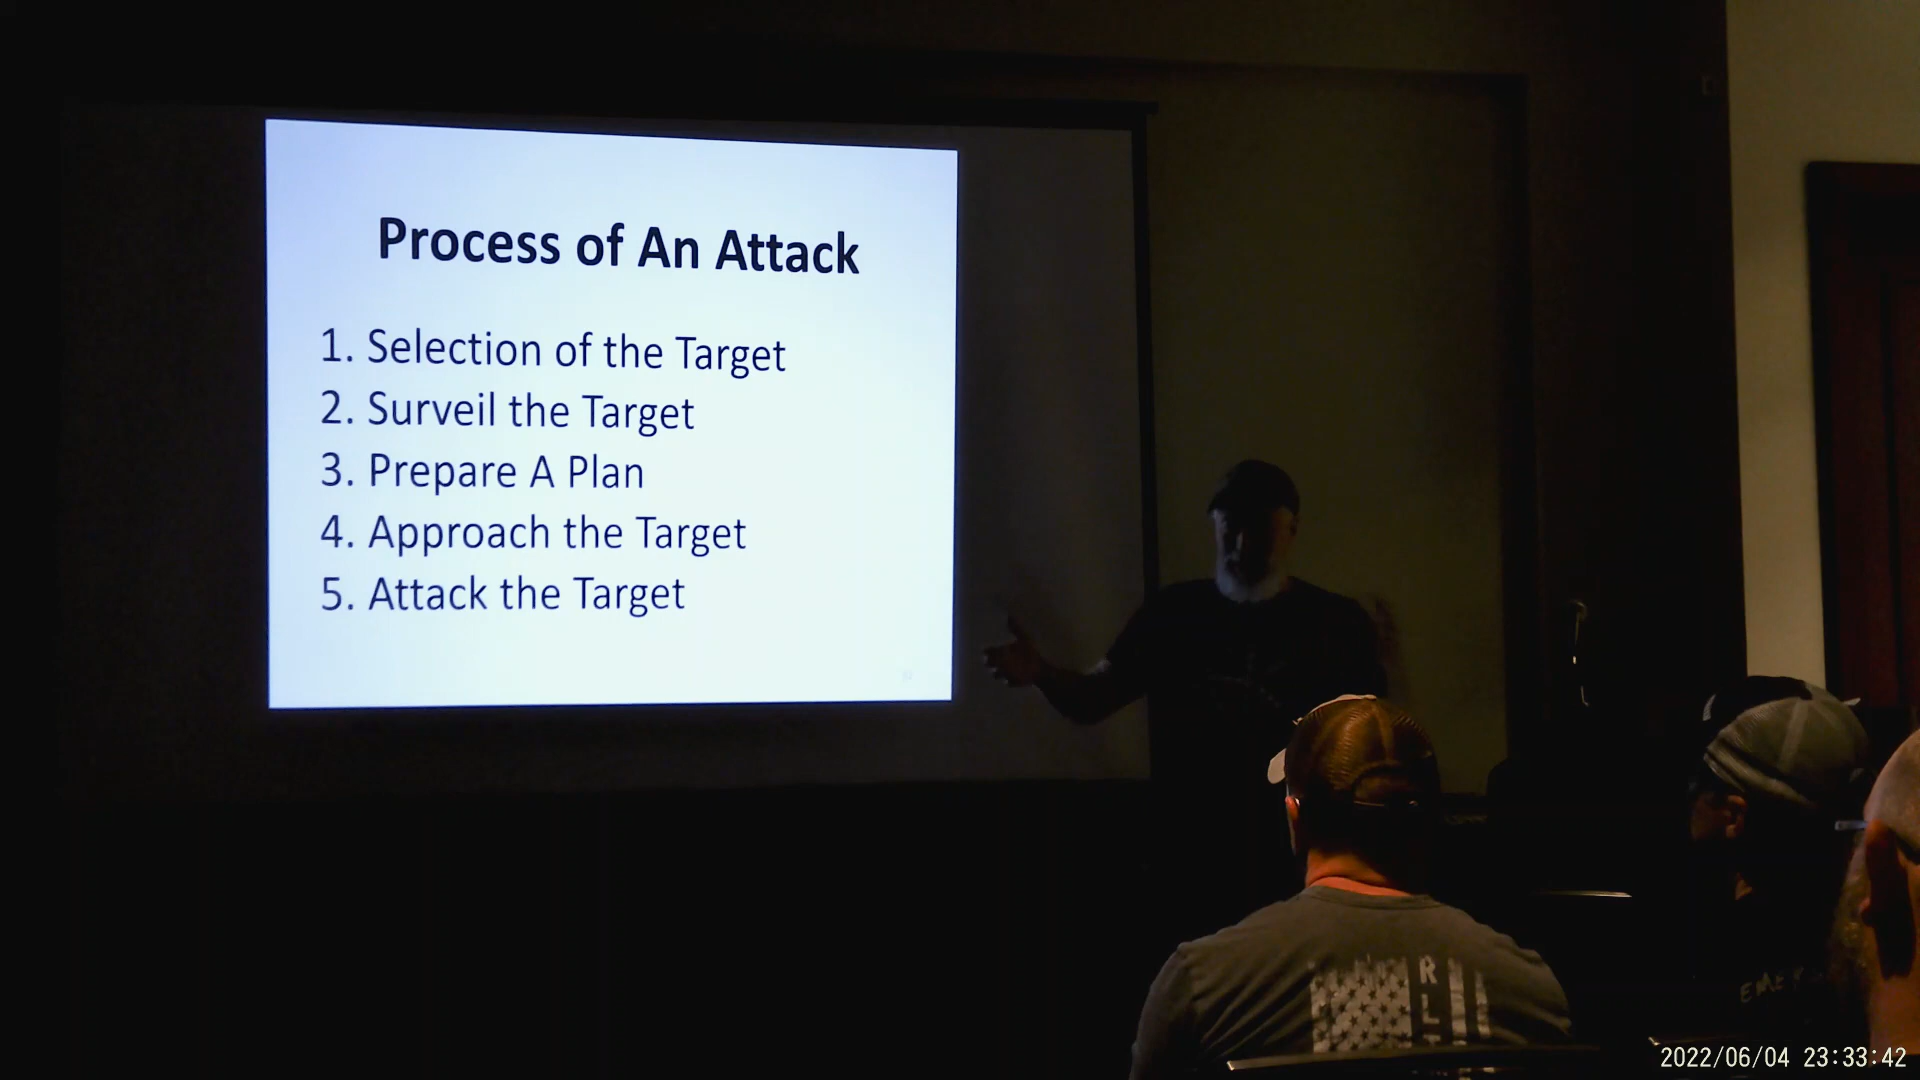 Process of An Attack
1. Selection of the Target
2. Surveil the Target
3. Prepare A Plan
4. Approach the Target
5. Attack the Target
2022/06/04 23:33:42